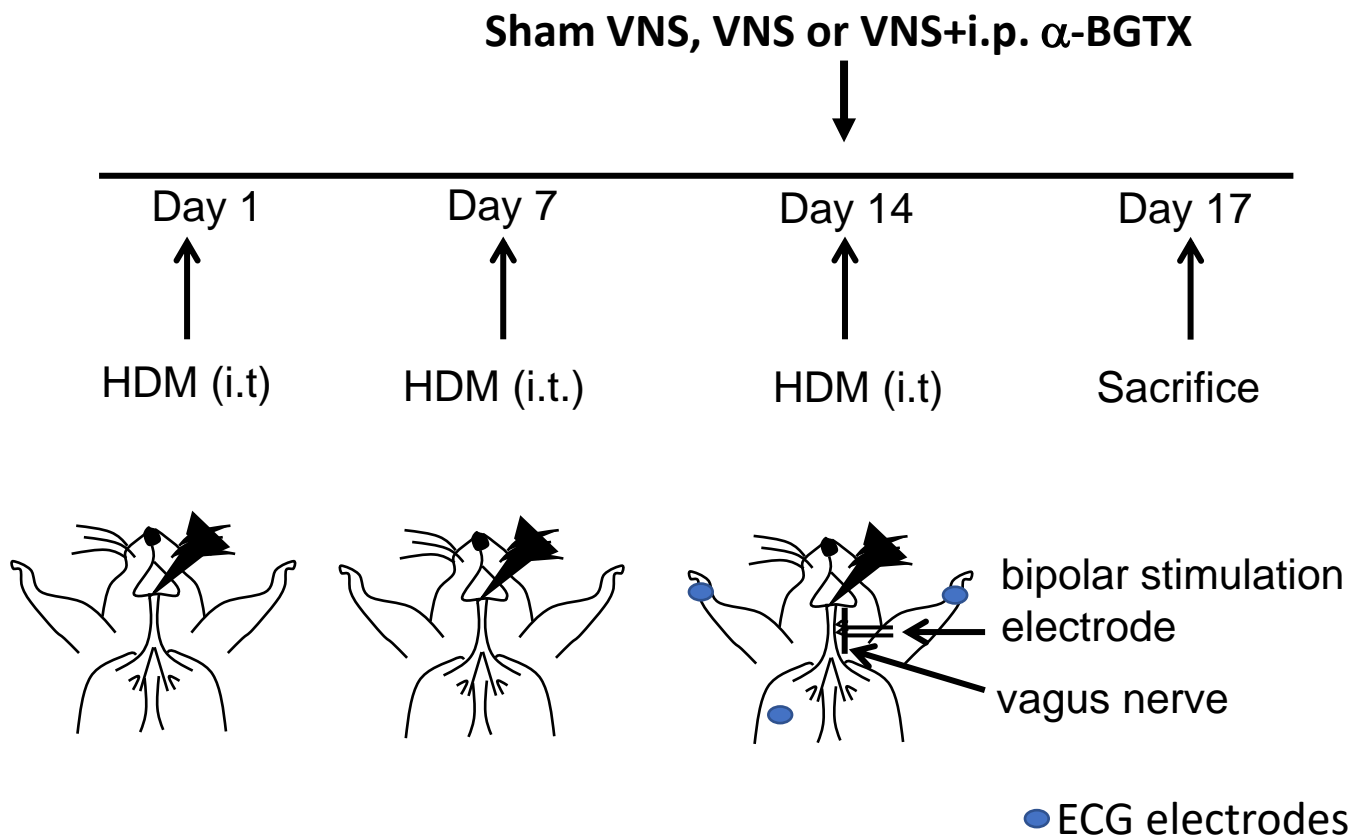 Sham VNS, VNS or VNS+i.p. α-BGTX
Day 1
Day 7
Day 14
Day 17
HDM (i.t)
HDM (i.t.)
HDM (i.t)
Sacrifice
bipolar stimulation
electrode
vagus nerve
ECG electrodes